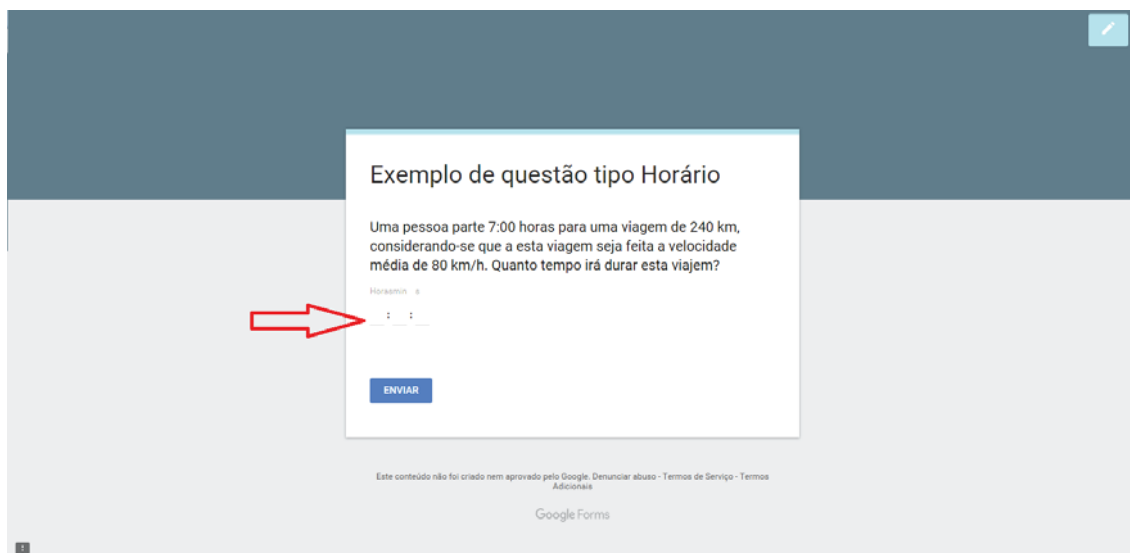 Exemplo de questão tipo Horário
Uma pessoa parte 7:00 horas para uma viagem de 240 km,
considerando-se que a esta viagem seja feita a velocidade
média de 80 km/h. Quanto tempo irá durar esta viajem?
Horasmin s
: :
ENVIAR
Este conteúdo não foi criado nem aprovado pelo Google. Denunciar abuso - Termos de Serviço - Termos
Adicionais
Google Forms
!